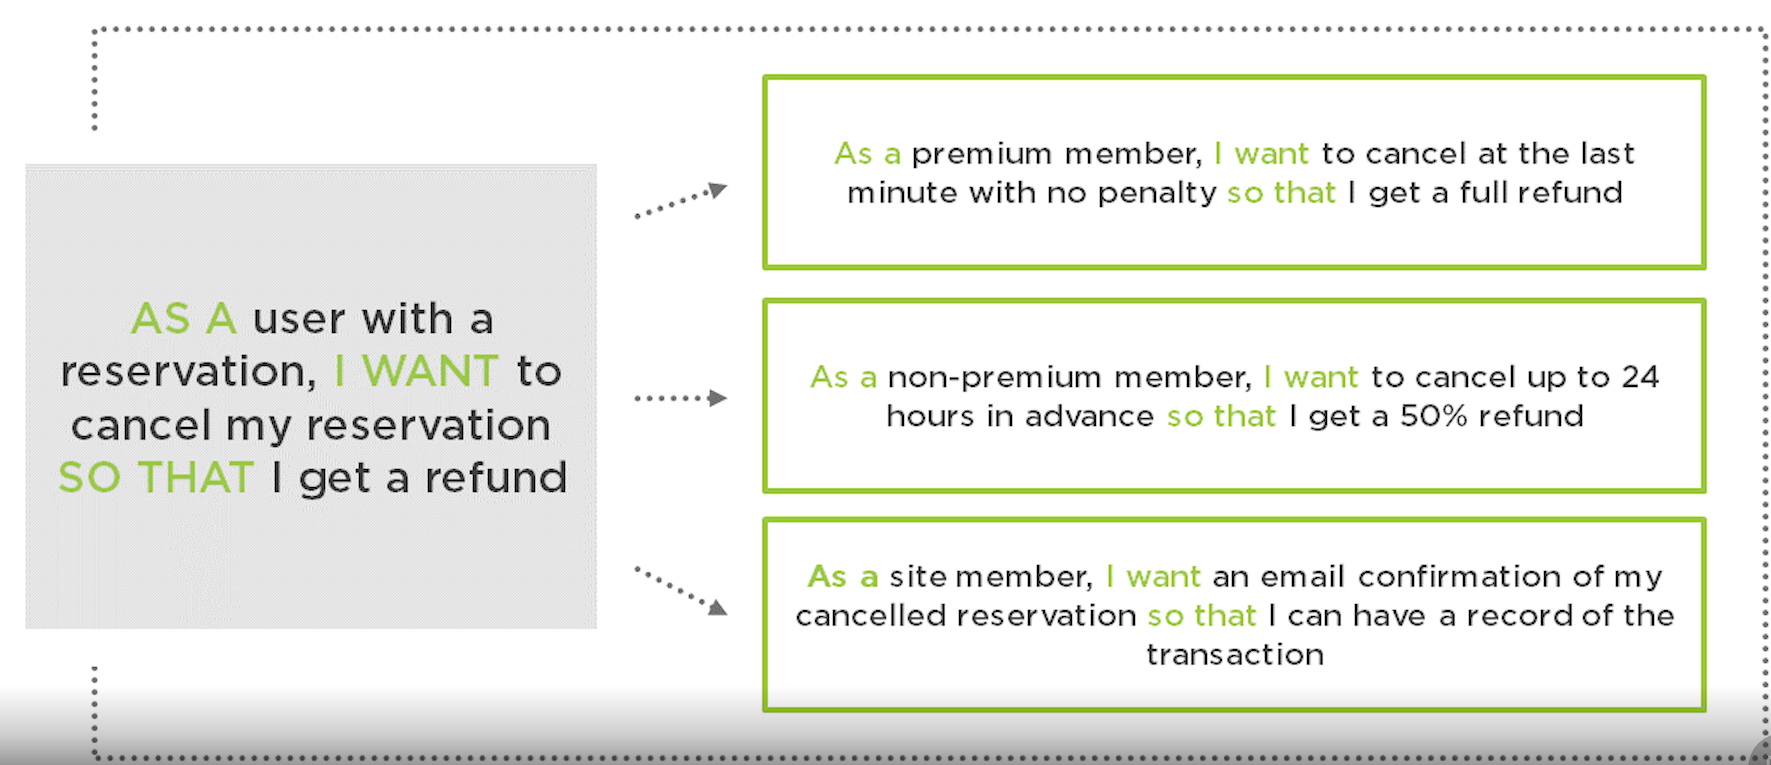 AS A user with a
reservation, I WANT to
cancel my reservation
SO THAT I get a refund
As a premium member, I want to cancel at the last
minute with no penalty so that I get a full refund
As a non-premium member, I want to cancel up to 24
hours in advance so that I get a 50% refund
As a site member, I want an email confirmation of my
cancelled reservation so that I can have a record of the
transaction